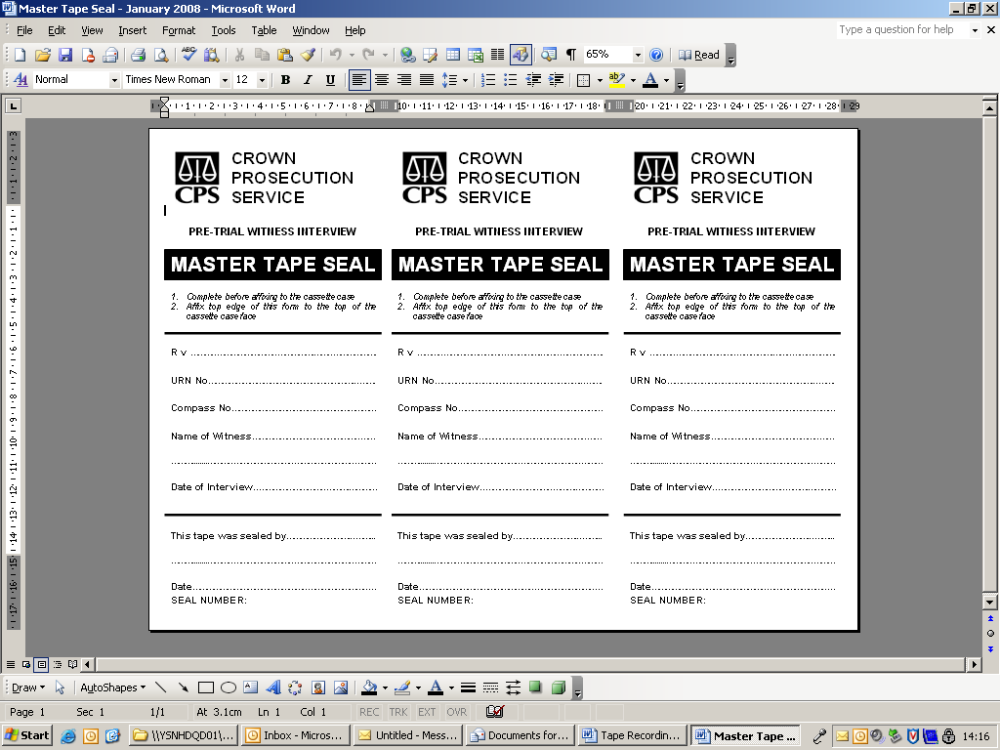 Master Tape Seal - January 2008 - Microsoft Word
File Edit View Insert Format Tools Table Window Help
Type a question for help
65%
Read
Normal
Times New Roman
12
B I U
1 2 3 4 5 6 7 8 10 11 12 13 14 15 16 17 18 20 21 22 23 24 25 26 27 28 29
CPS
CROWN
PROSECUTION
SERVICE
PRE-TRIAL WITNESS INTERVIEW
MASTER TAPE SEAL
1. Complete before affixing to the cassette case
2. Affix top edge of this form to the top of the
cassette case face
R v
URN No
Compass No
Name of Witness
Date of Interview
This tape was sealed by
Date
SEAL NUMBER:
CPS
CROWN
PROSECUTION
SERVICE
PRE-TRIAL WITNESS INTERVIEW
MASTER TAPE SEAL
1. Complete before affixing to the cassette case
2. Affix top edge of this form to the top of the
cassette case face
R v
URN No
Compass No
Name of Witness
Date of Interview
This tape was sealed by
Date
SEAL NUMBER:
CPS
CROWN
PROSECUTION
SERVICE
PRE-TRIAL WITNESS INTERVIEW
MASTER TAPE SEAL
1. Complete before affixing to the cassette case
2. Affix top edge of this form to the top of the
cassette case face
R v
URN No
Compass No
Name of Witness
Date of Interview
This tape was sealed by
Date
SEAL NUMBER:
Draw AutoShapes
Page 1 Sec 1 1/1 At 3.1cm Ln 1 Col 1 REC TRK EXT OVR
Start
\\YSNHDQD01\...
Inbox - Micros...
Untitled - Mess...
Documents for...
Tape Recordin...
Master Tape ...
14:16